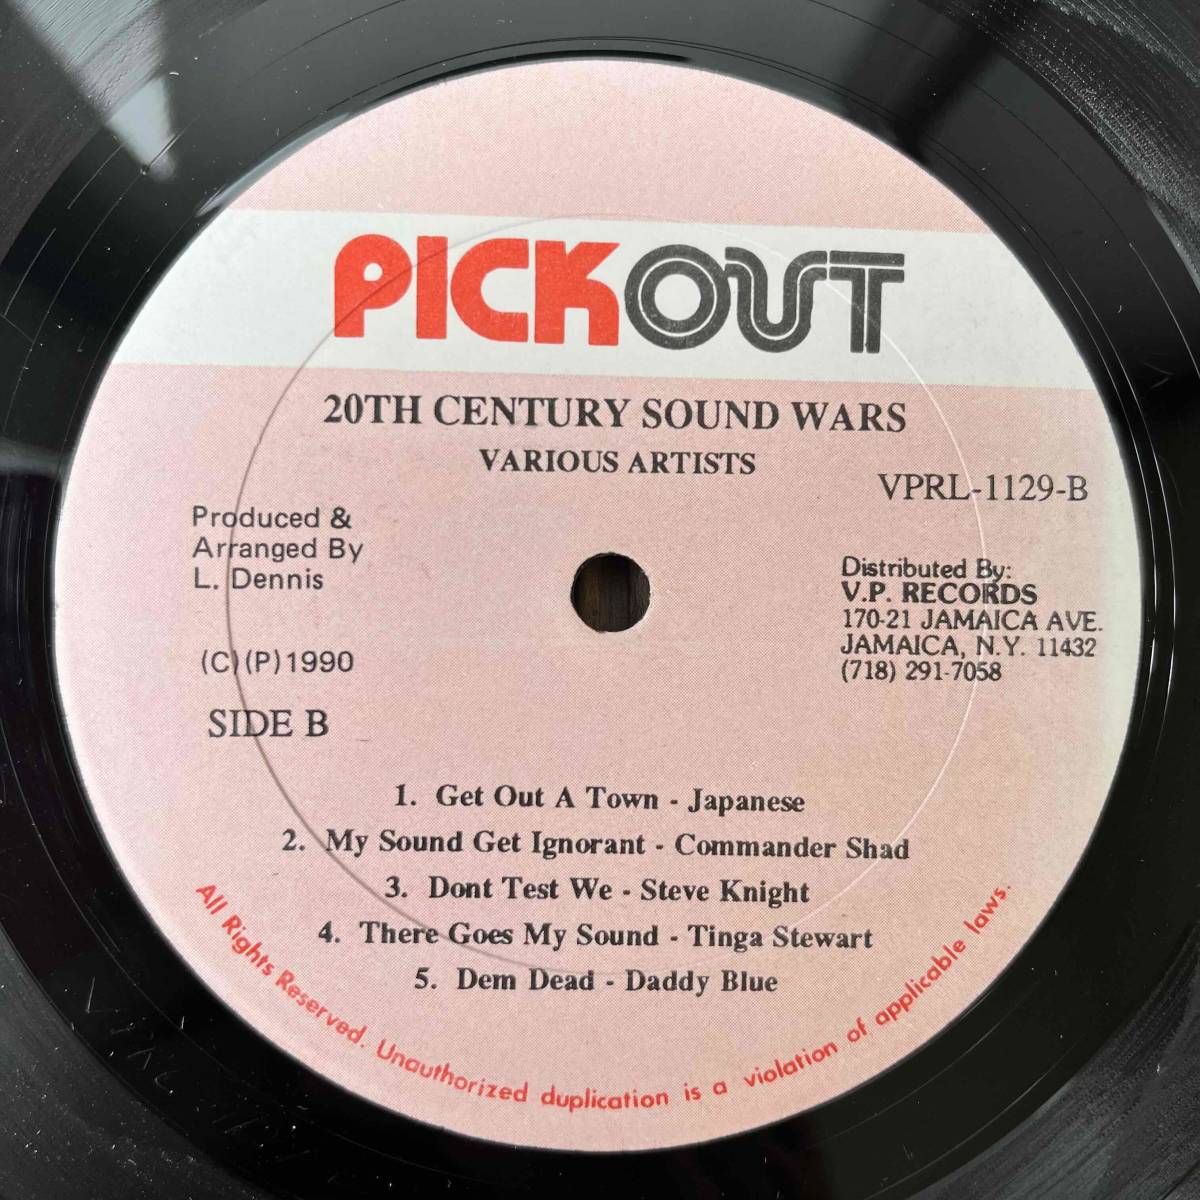 PICKOUT
20TH CENTURY SOUND WARS
VARIOUS ARTISTS
VPRL-1129-B
Produced &
Arranged By
L. Dennis
Distributed By:
V.P. RECORDS
170-21 JAMAICA AVE.
JAMAICA, N.Y. 11432
(718) 291-7058
(C) (P) 1990
SIDE B
1. Get Out A Town - Japanese
2. My Sound Get Ignorant - Commander Shad
3. Dont Test We - Steve Knight
4. There Goes My Sound - Tinga Stewart
5. Dem Dead - Daddy Blue
All Rights Reserved. Unauthorized duplication is a violation of applicable laws.